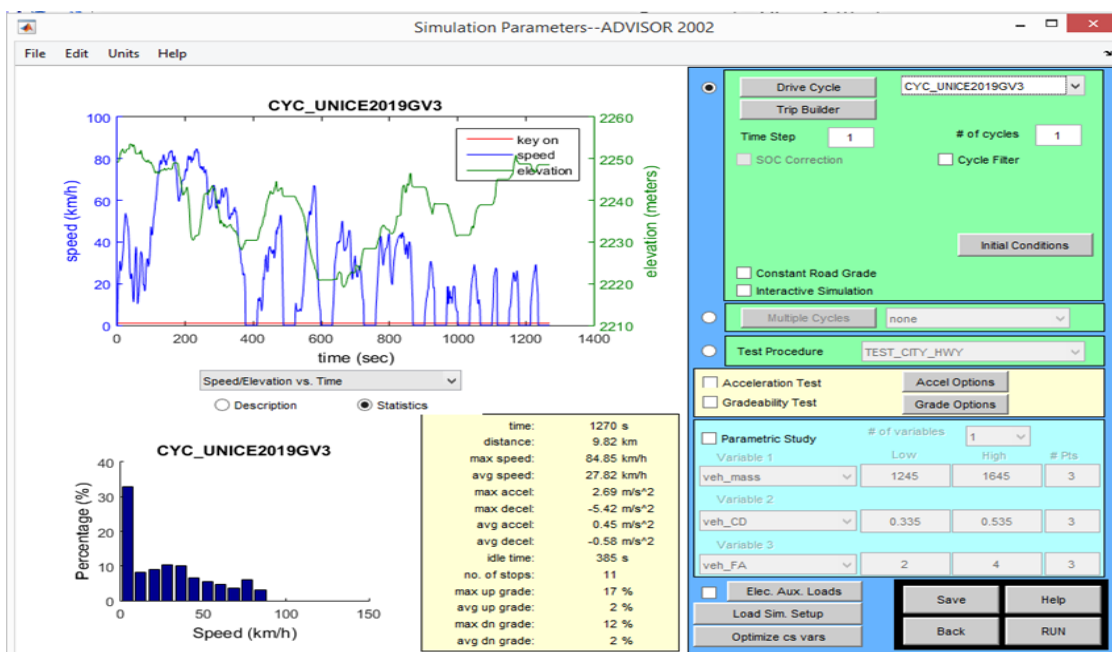 Simulation Parameters--ADVISOR 2002
File Edit Units Help
CYC_UNICE2019GV3
key on
speed
elevation
speed (km/h)
100
80
60
40
20
0
elevation (meters)
2260
2250
2240
2230
2220
2210
0 200 400 600 800 1000 1200 1400
time (sec)
Speed/Elevation vs. Time
Description Statistics
CYC_UNICE2019GV3
Percentage (%)
40
30
20
10
0
0 50 100 150
Speed (km/h)
time: 1270 s
distance: 9.82 km
max speed: 84.85 km/h
avg speed: 27.82 km/h
max accel: 2.69 m/s^2
max decel: -5.42 m/s^2
avg accel: 0.45 m/s^2
avg decel: -0.58 m/s^2
idle time: 385 s
no. of stops: 11
max up grade: 17 %
avg up grade: 2 %
max dn grade: 12 %
avg dn grade: 2 %
Drive Cycle CYC_UNICE2019GV3
Trip Builder
Time Step 1 # of cycles 1
SOC Correction Cycle Filter
Initial Conditions
Constant Road Grade
Interactive Simulation
Multiple Cycles none
Test Procedure TEST_CITY_HWY
Acceleration Test Accel Options
Gradeability Test Grade Options
Parametric Study # of variables 1
Variable 1 Low High # Pts
veh_mass 1245 1645 3
Variable 2
veh_CD 0.335 0.535 3
Variable 3
veh_FA 2 4 3
Elec. Aux. Loads
Load Sim. Setup
Optimize cs vars
Save Help
Back RUN